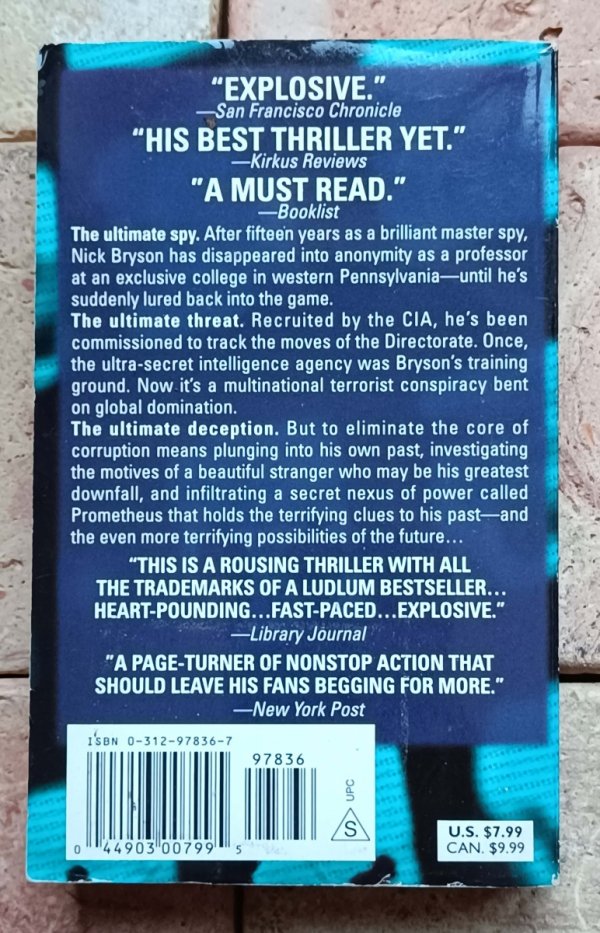 “EXPLOSIVE.”
—San Francisco Chronicle
“HIS BEST THRILLER YET.”
—Kirkus Reviews
”A MUST READ.”
—Booklist
The ultimate spy. After fifteen years as a brilliant master spy,
Nick Bryson has disappeared into anonymity as a professor
at an exclusive college in western Pennsylvania—until he’s
suddenly lured back into the game.
The ultimate threat. Recruited by the CIA, he’s been
commissioned to track the moves of the Directorate. Once,
the ultra-secret intelligence agency was Bryson’s training
ground. Now it’s a multinational terrorist conspiracy bent
on global domination.
The ultimate deception. But to eliminate the core of
corruption means plunging into his own past, investigating
the motives of a beautiful stranger who may be his greatest
downfall, and infiltrating a secret nexus of power called
Prometheus that holds the terrifying clues to his past—and
the even more terrifying possibilities of the future...
“THIS IS A ROUSING THRILLER WITH ALL
THE TRADEMARKS OF A LUDLUM BESTSELLER...
HEART-POUNDING...FAST-PACED...EXPLOSIVE.”
—Library Journal
”A PAGE-TURNER OF NONSTOP ACTION THAT
SHOULD LEAVE HIS FANS BEGGING FOR MORE.”
—New York Post
ISBN 0-312-97836-7
97836
UPC
S
0 44903 00799 5
U.S. $7.99
CAN. $9.99